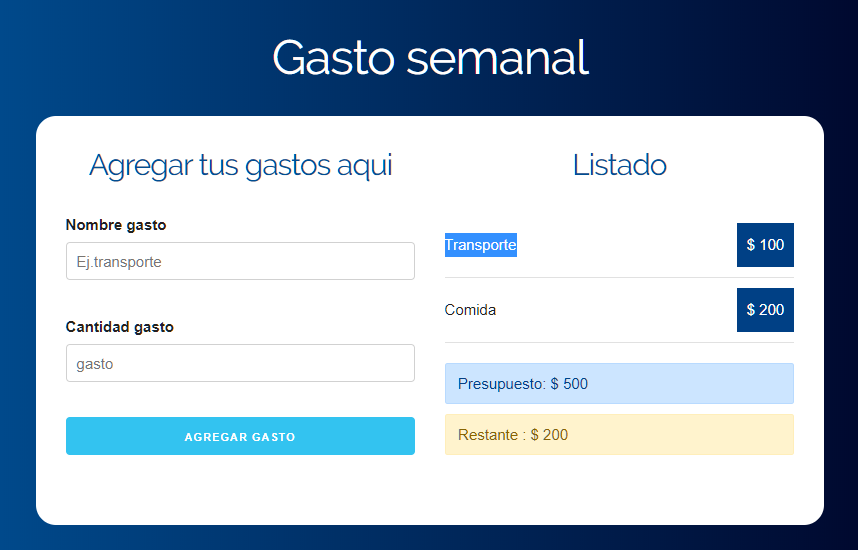 Gasto semanal
Agregar tus gastos aqui
Nombre gasto
Ej.transporte
Cantidad gasto
gasto
AGREGAR GASTO
Listado
Transporte $ 100
Comida $ 200
Presupuesto: $ 500
Restante : $ 200